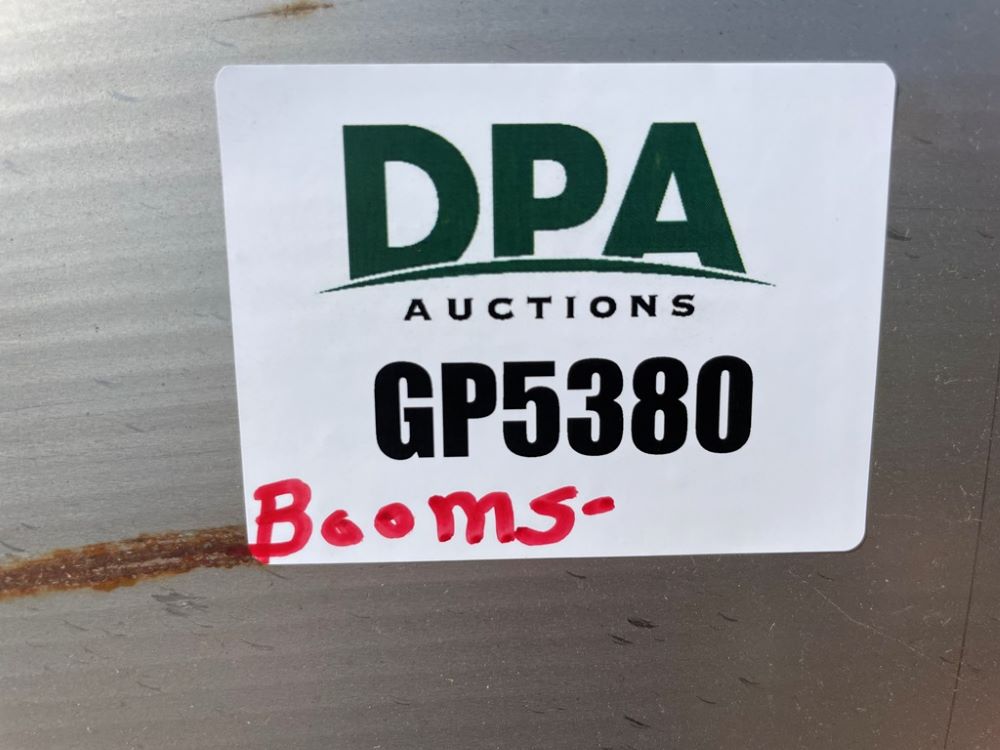 DPA
AUCTIONS
GP5380
Booms-